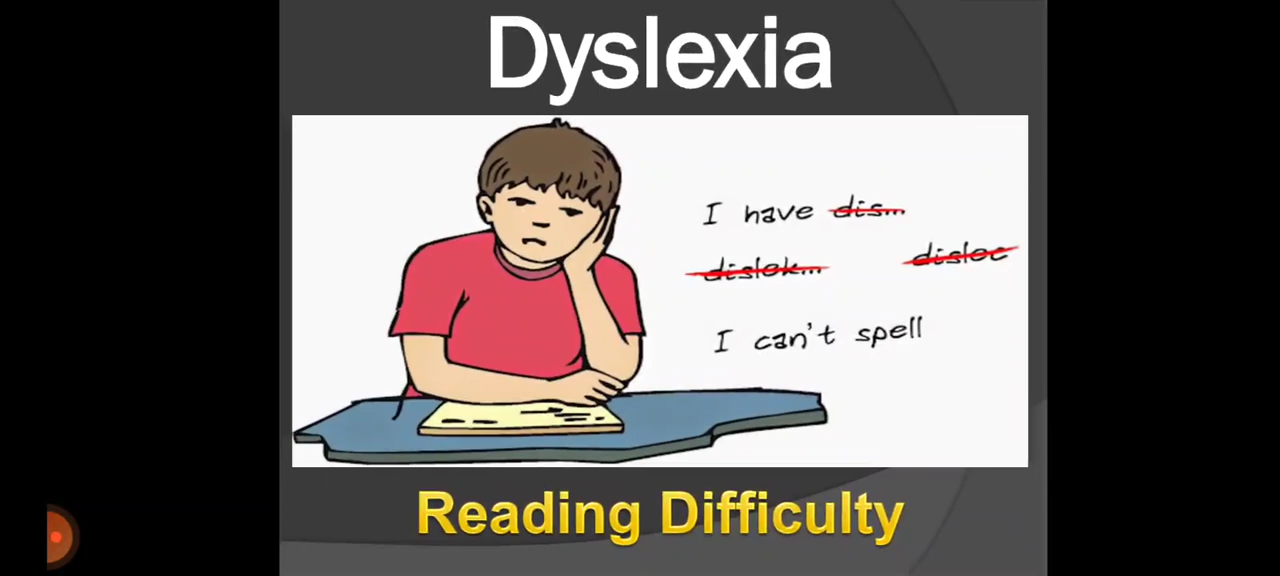 Dyslexia
I have dis...
dislek... disloc
I can't spell
Reading Difficulty